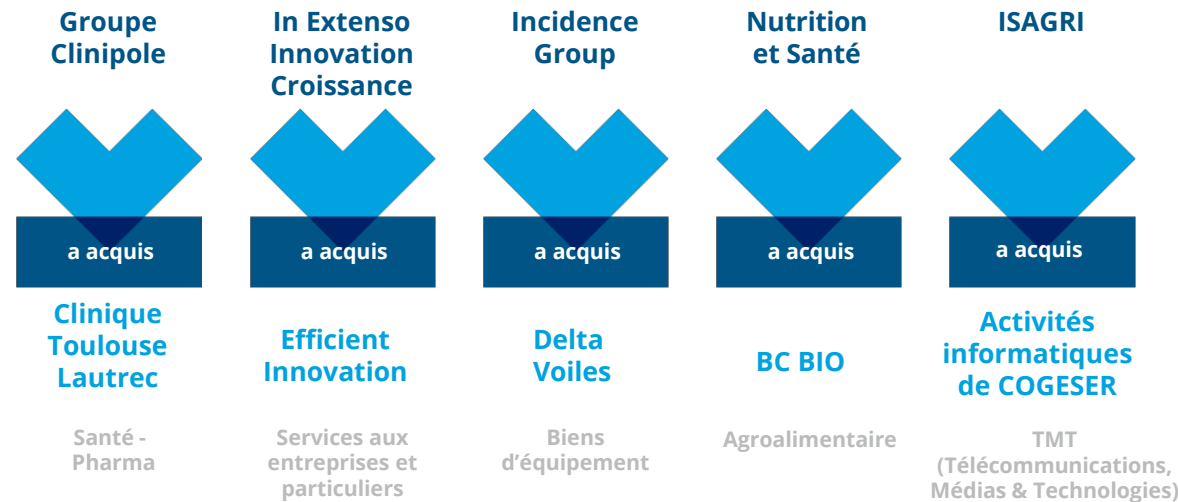 Groupe
Clinipole
In Extenso
Innovation
Croissance
Incidence
Group
Nutrition
et Santé
ISAGRI
a acquis
a acquis
a acquis
a acquis
a acquis
Clinique
Toulouse
Lautrec
Efficient
Innovation
Delta
Voiles
BC BIO
Activités
informatiques
de COGESER
Santé -
Pharma
Services aux
entreprises et
particuliers
Biens
d’équipement
Agroalimentaire
TMT
(Télécommunications,
Médias & Technologies)